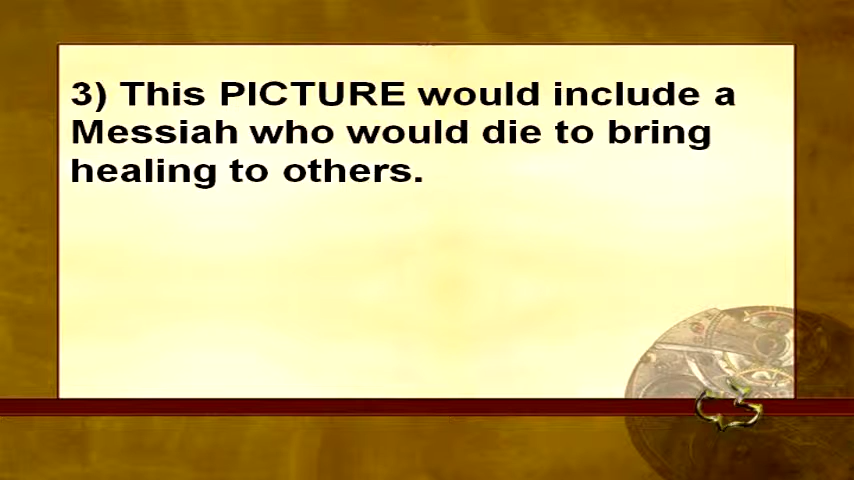 3) This PICTURE would include a
Messiah who would die to bring
healing to others.